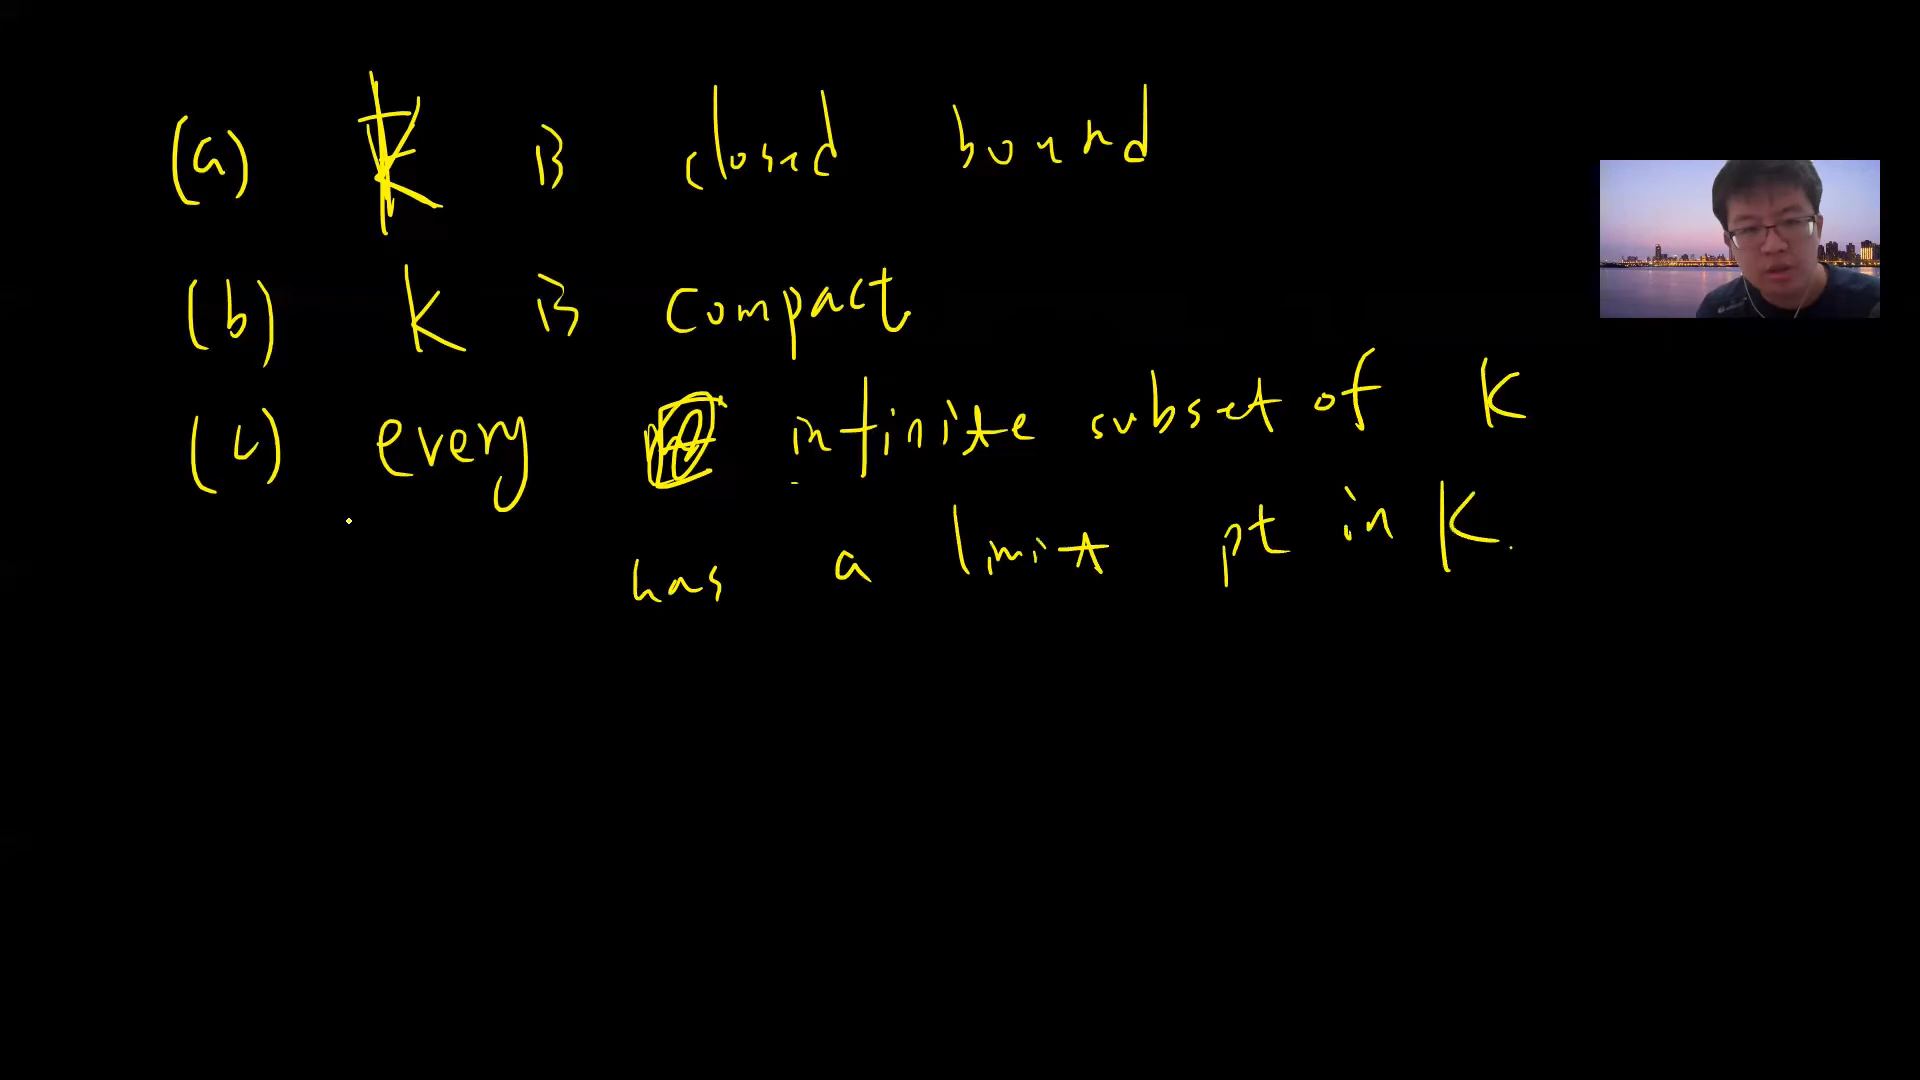 (a) K is closed bound
(b) K is compact
(c) every infinite subset of K
has a limit pt in K.